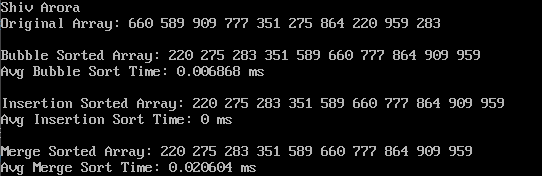 Shiv Arora
Original Array: 660 589 909 777 351 275 864 220 959 283
Bubble Sorted Array: 220 275 283 351 589 660 777 864 909 959
Avg Bubble Sort Time: 0.006868 ms
Insertion Sorted Array: 220 275 283 351 589 660 777 864 909 959
Avg Insertion Sort Time: 0 ms
Merge Sorted Array: 220 275 283 351 589 660 777 864 909 959
Avg Merge Sort Time: 0.020604 ms